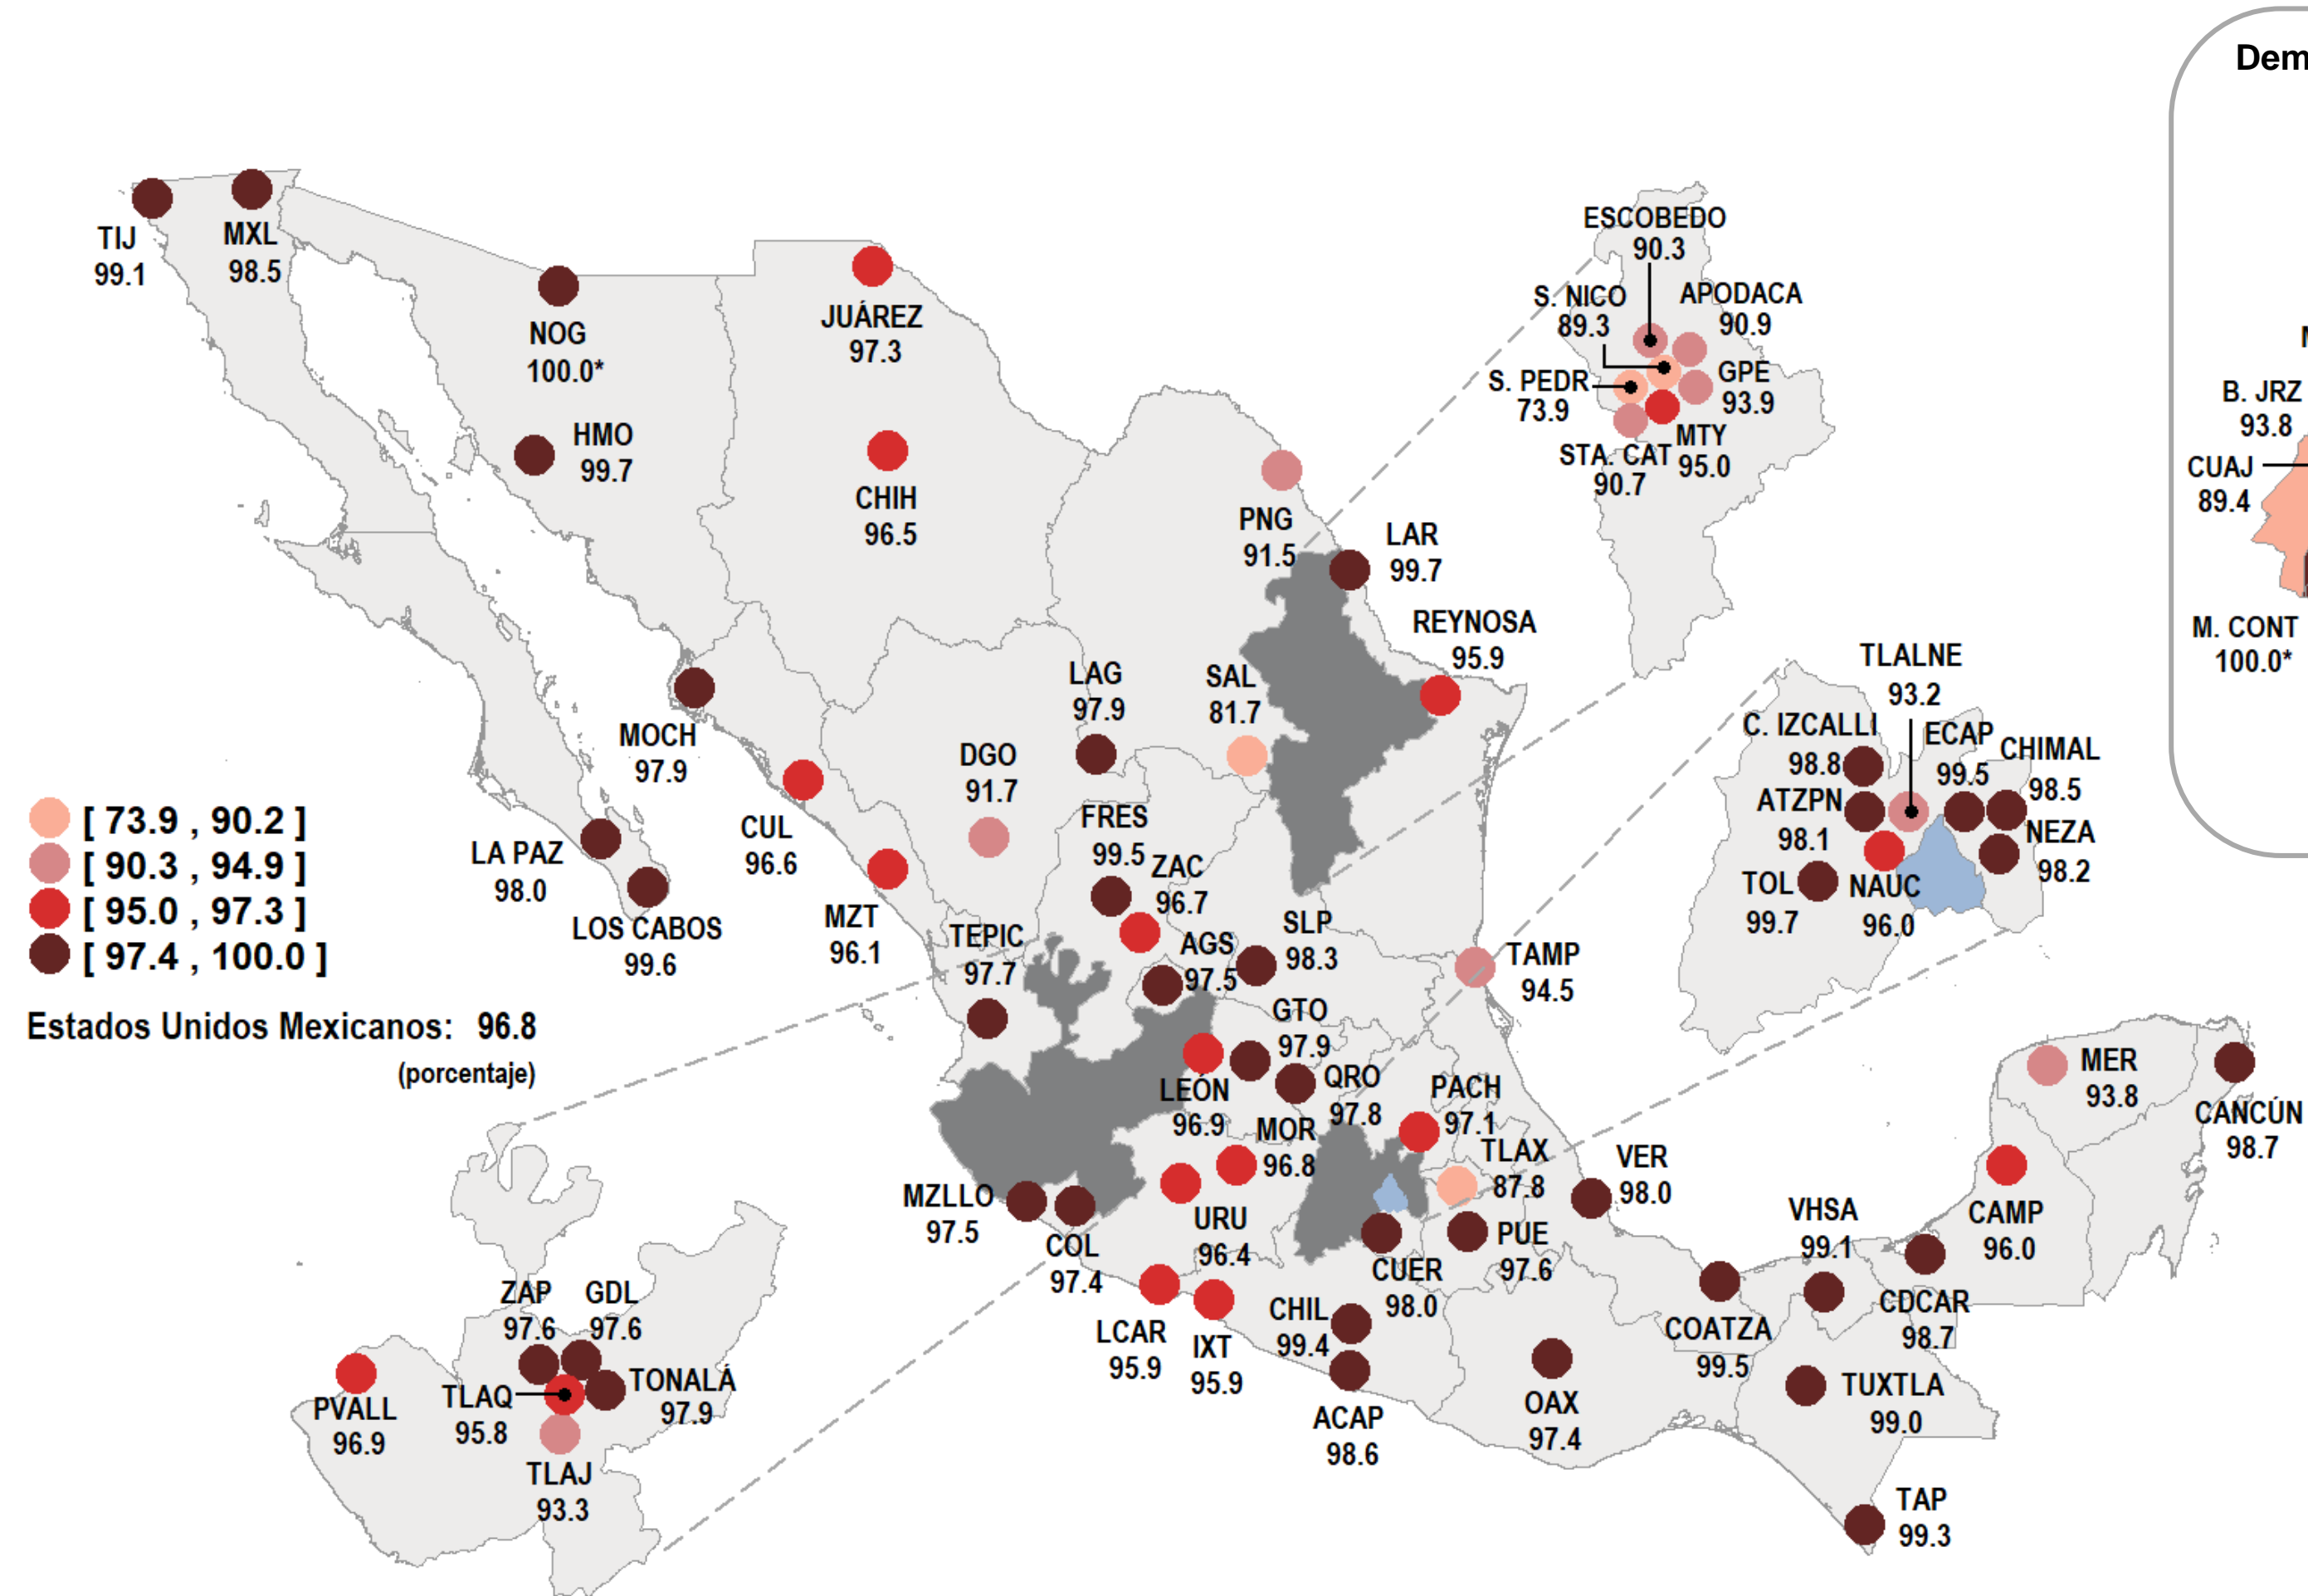 Dem
TIJ
99.1
MXL
98.5
NOG
100.0*
HMO
99.7
JUÁREZ
97.3
CHIH
96.5
ESCOBEDO
90.3
S. NICO
89.3
APODACA
90.9
S. PEDR
73.9
GPE
93.9
MTY
95.0
STA. CAT
90.7
B. JRZ
93.8
CUAJ
89.4
M. CONT
100.0*
PNG
91.5
LAR
99.7
REYNOSA
95.9
LAG
97.9
SAL
81.7
MOCH
97.9
DGO
91.7
CUL
96.6
FRES
99.5
ZAC
96.7
LA PAZ
98.0
LOS CABOS
99.6
MZT
96.1
TEPIC
97.7
AGS
97.5
SLP
98.3
TAMP
94.5
TLALNE
93.2
C. IZCALLI
98.8
ECAP
99.5
CHIMAL
98.5
ATZPN
98.1
NEZA
98.2
TOL
99.7
NAUC
96.0
[ 73.9 , 90.2 ]
[ 90.3 , 94.9 ]
[ 95.0 , 97.3 ]
[ 97.4 , 100.0 ]
Estados Unidos Mexicanos: 96.8
(porcentaje)
GTO
97.9
LEÓN
96.9
QRO
97.8
PACH
97.1
MOR
96.8
TLAX
87.8
VER
98.0
MER
93.8
CANCÚN
98.7
MZLLO
97.5
COL
97.4
URU
96.4
CUER
98.0
PUE
97.6
VHSA
99.1
CAMP
96.0
CDCAR
98.7
LCAR
95.9
IXT
95.9
CHIL
99.4
ACAP
98.6
OAX
97.4
COATZA
99.5
TUXTLA
99.0
TAP
99.3
ZAP
97.6
GDL
97.6
PVALL
96.9
TLAQ
95.8
TONALÁ
97.9
TLAJ
93.3